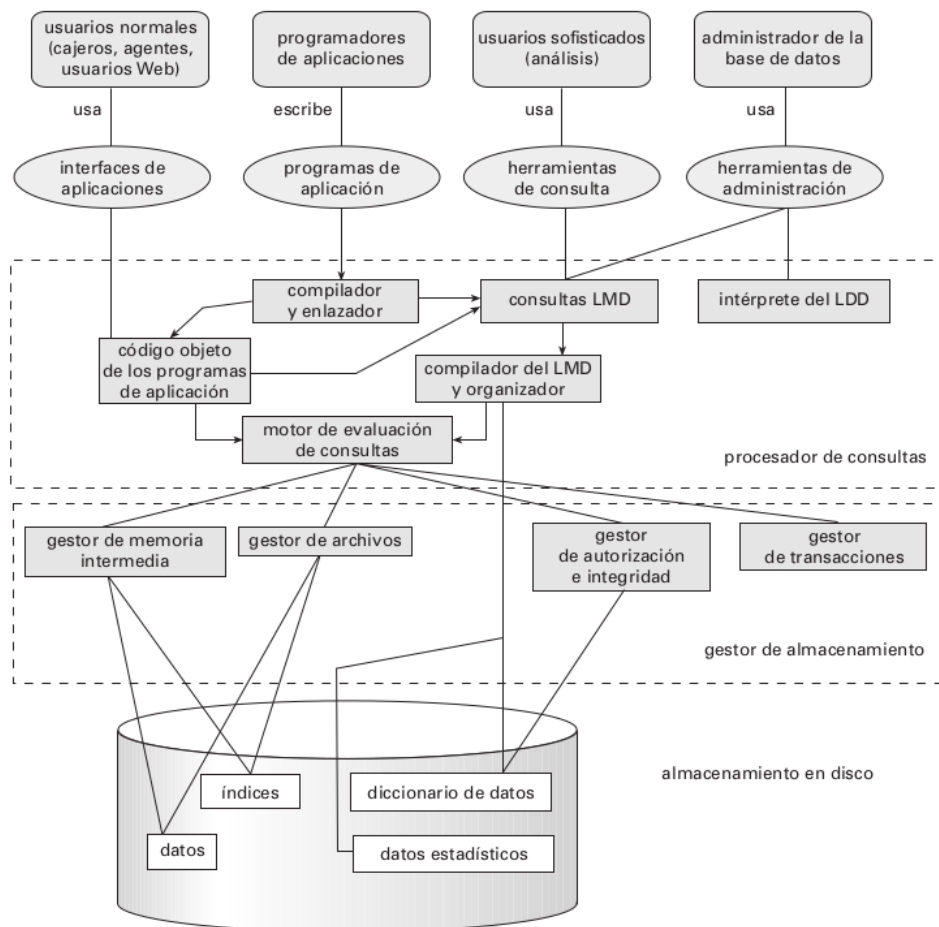 usuarios normales
(cajeros, agentes,
usuarios Web)
programadores
de aplicaciones
usuarios sofisticados
(análisis)
administrador de la
base de datos
usa
escribe
usa
usa
interfaces de
aplicaciones
programas de
aplicación
herramientas
de consulta
herramientas de
administración
compilador
y enlazador
consultas LMD
intérprete del LDD
código objeto
de los programas
de aplicación
compilador del LMD
y organizador
motor de evaluación
de consultas
procesador de consultas
gestor de memoria
intermedia
gestor de archivos
gestor
de autorización
e integridad
gestor
de transacciones
gestor de almacenamiento
índices
diccionario de datos
almacenamiento en disco
datos
datos estadísticos